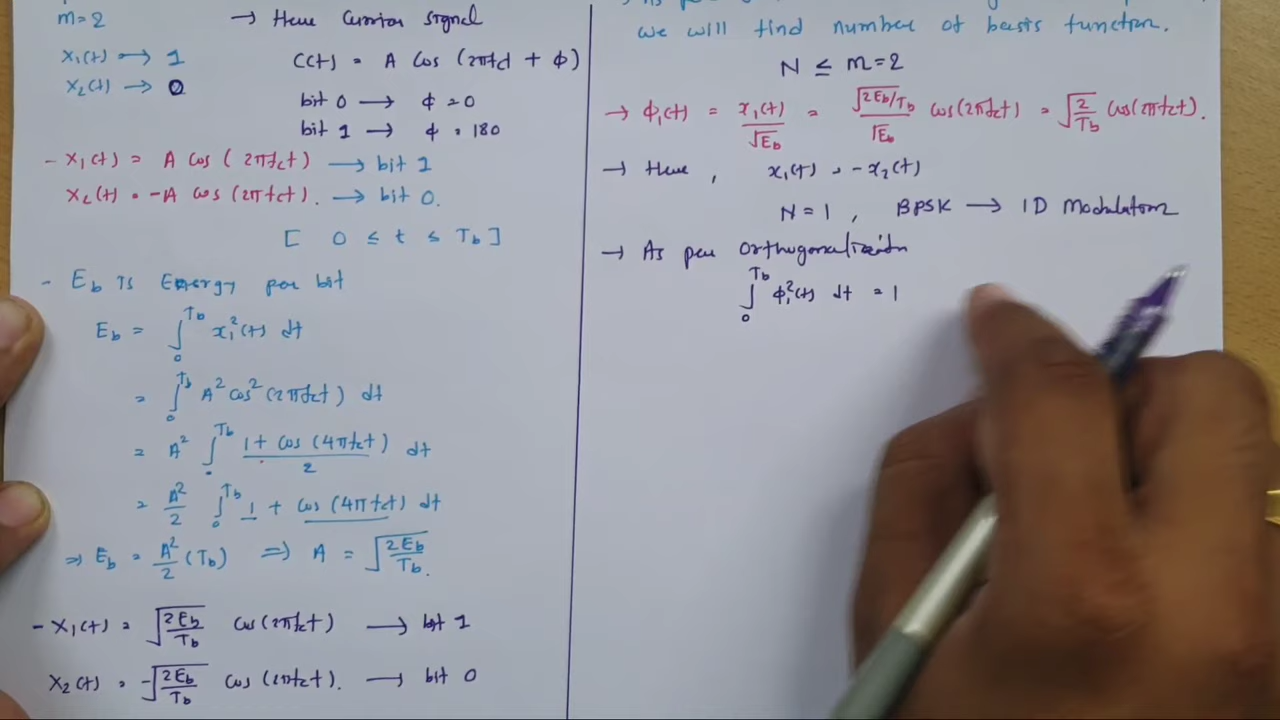 m=2
x₁(t) → 1
x₂(t) → 0
→ Here Carrier Signal
C(t) = A Cos (2πfct + φ)
bit 0 → φ = 0
bit 1 → φ = 180
- x₁(t) = A Cos ( 2πfct) → bit 1
x₂(t) = -A Cos (2πfct). → bit 0.
[ 0 ≤ t ≤ Tb ]
- Eb is Energy per bit
Eb = ∫₀^Tb x₁²(t) dt
= ∫₀^Tb A² cos² (2πfct) dt
= A² ∫₀^Tb (1 + cos (4πfct))/2 dt
= A²/2 ∫₀^Tb 1 + cos (4πfct) dt
⇒ Eb = A²/2 (Tb) ⇒ A = √(2Eb/Tb).
- x₁(t) = √(2Eb/Tb) cos(2πfct) → bit 1
x₂(t) = -√(2Eb/Tb) cos (2πfct). → bit 0
we will find number of basis function.
N ≤ m=2
→ φ₁(t) = x₁(t)/√Eb = √(2Eb/Tb)/√Eb cos(2πfct) = √(2/Tb) cos(2πfct).
→ Here , x₁(t) = -x₂(t)
N = 1 , BPSK → 1D Modulation
→ As per Orthogonalization
∫₀^Tb φ₁²(t) dt = 1